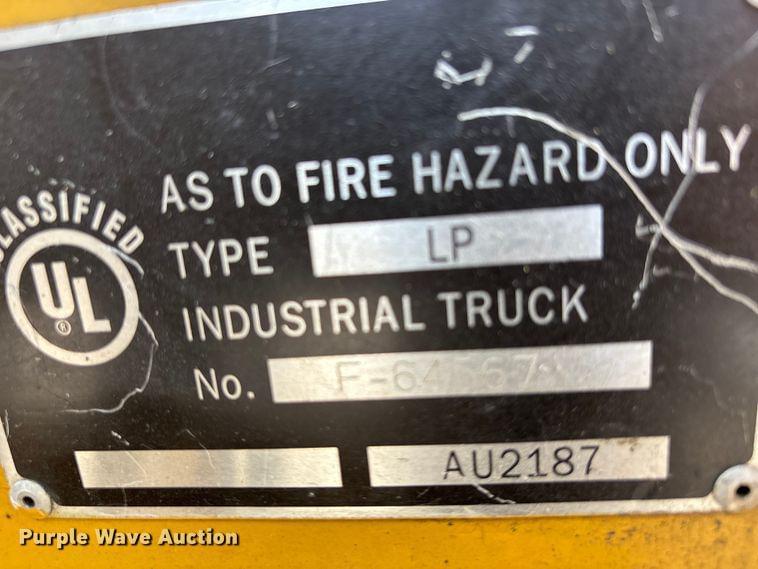 CLASSIFIED
UL
®
AS TO FIRE HAZARD ONLY
TYPE LP
INDUSTRIAL TRUCK
No.
AU2187
Purple Wave Auction